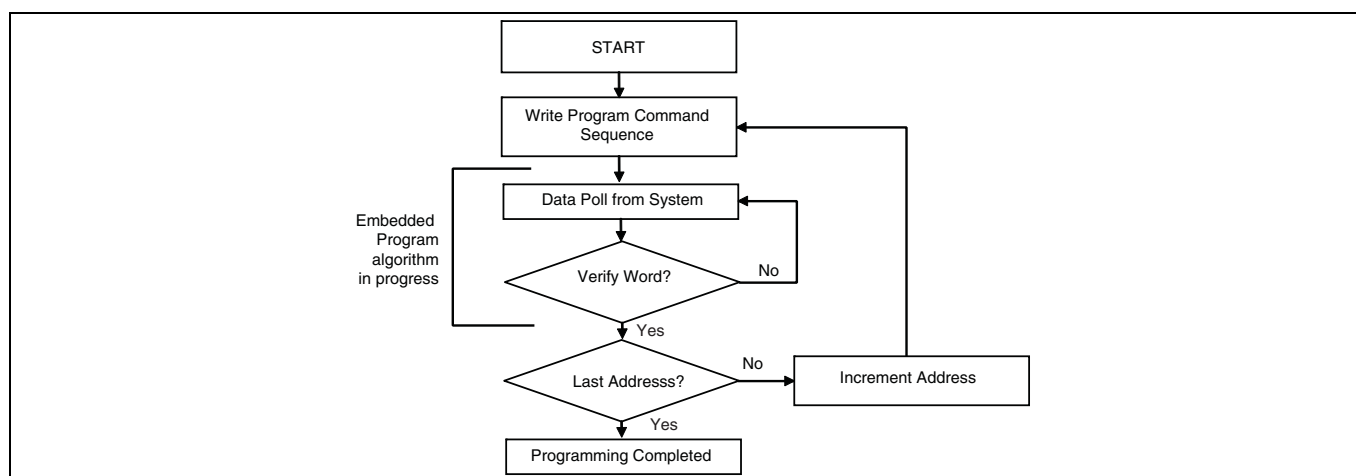 START
Write Program Command
Sequence
Data Poll from System
Embedded
Program
algorithm
in progress
Verify Word?
No
Yes
Last Addresss?
No
Increment Address
Yes
Programming Completed